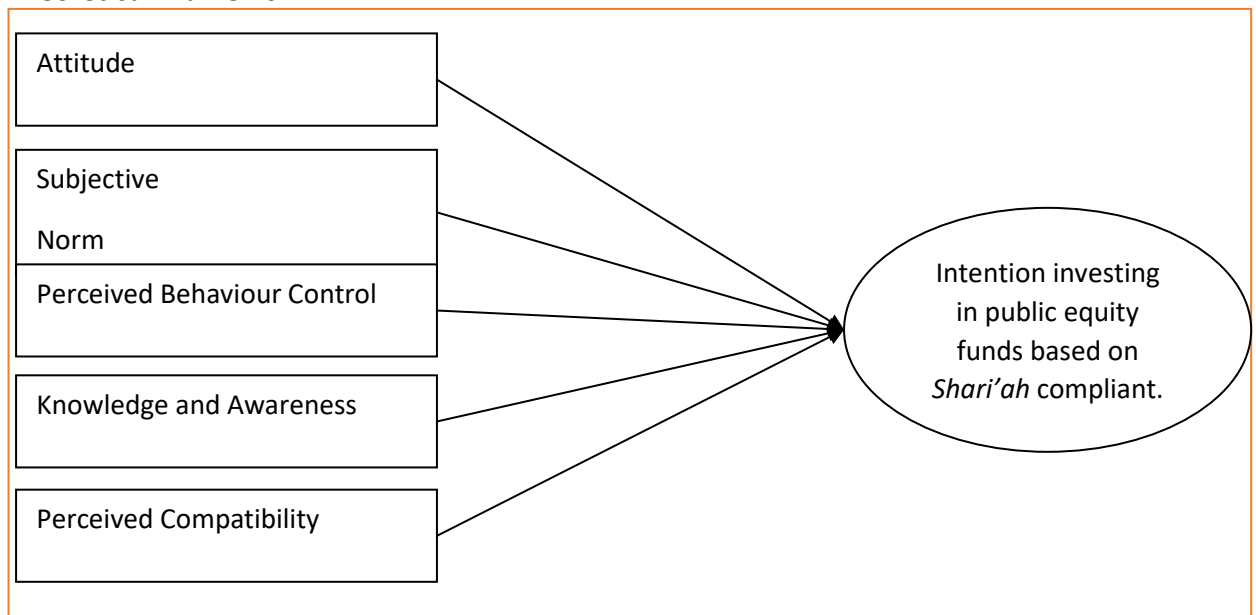 Attitude
Subjective
Norm
Perceived Behaviour Control
Knowledge and Awareness
Perceived Compatibility
Intention investing
in public equity
funds based on
Shari’ah compliant.